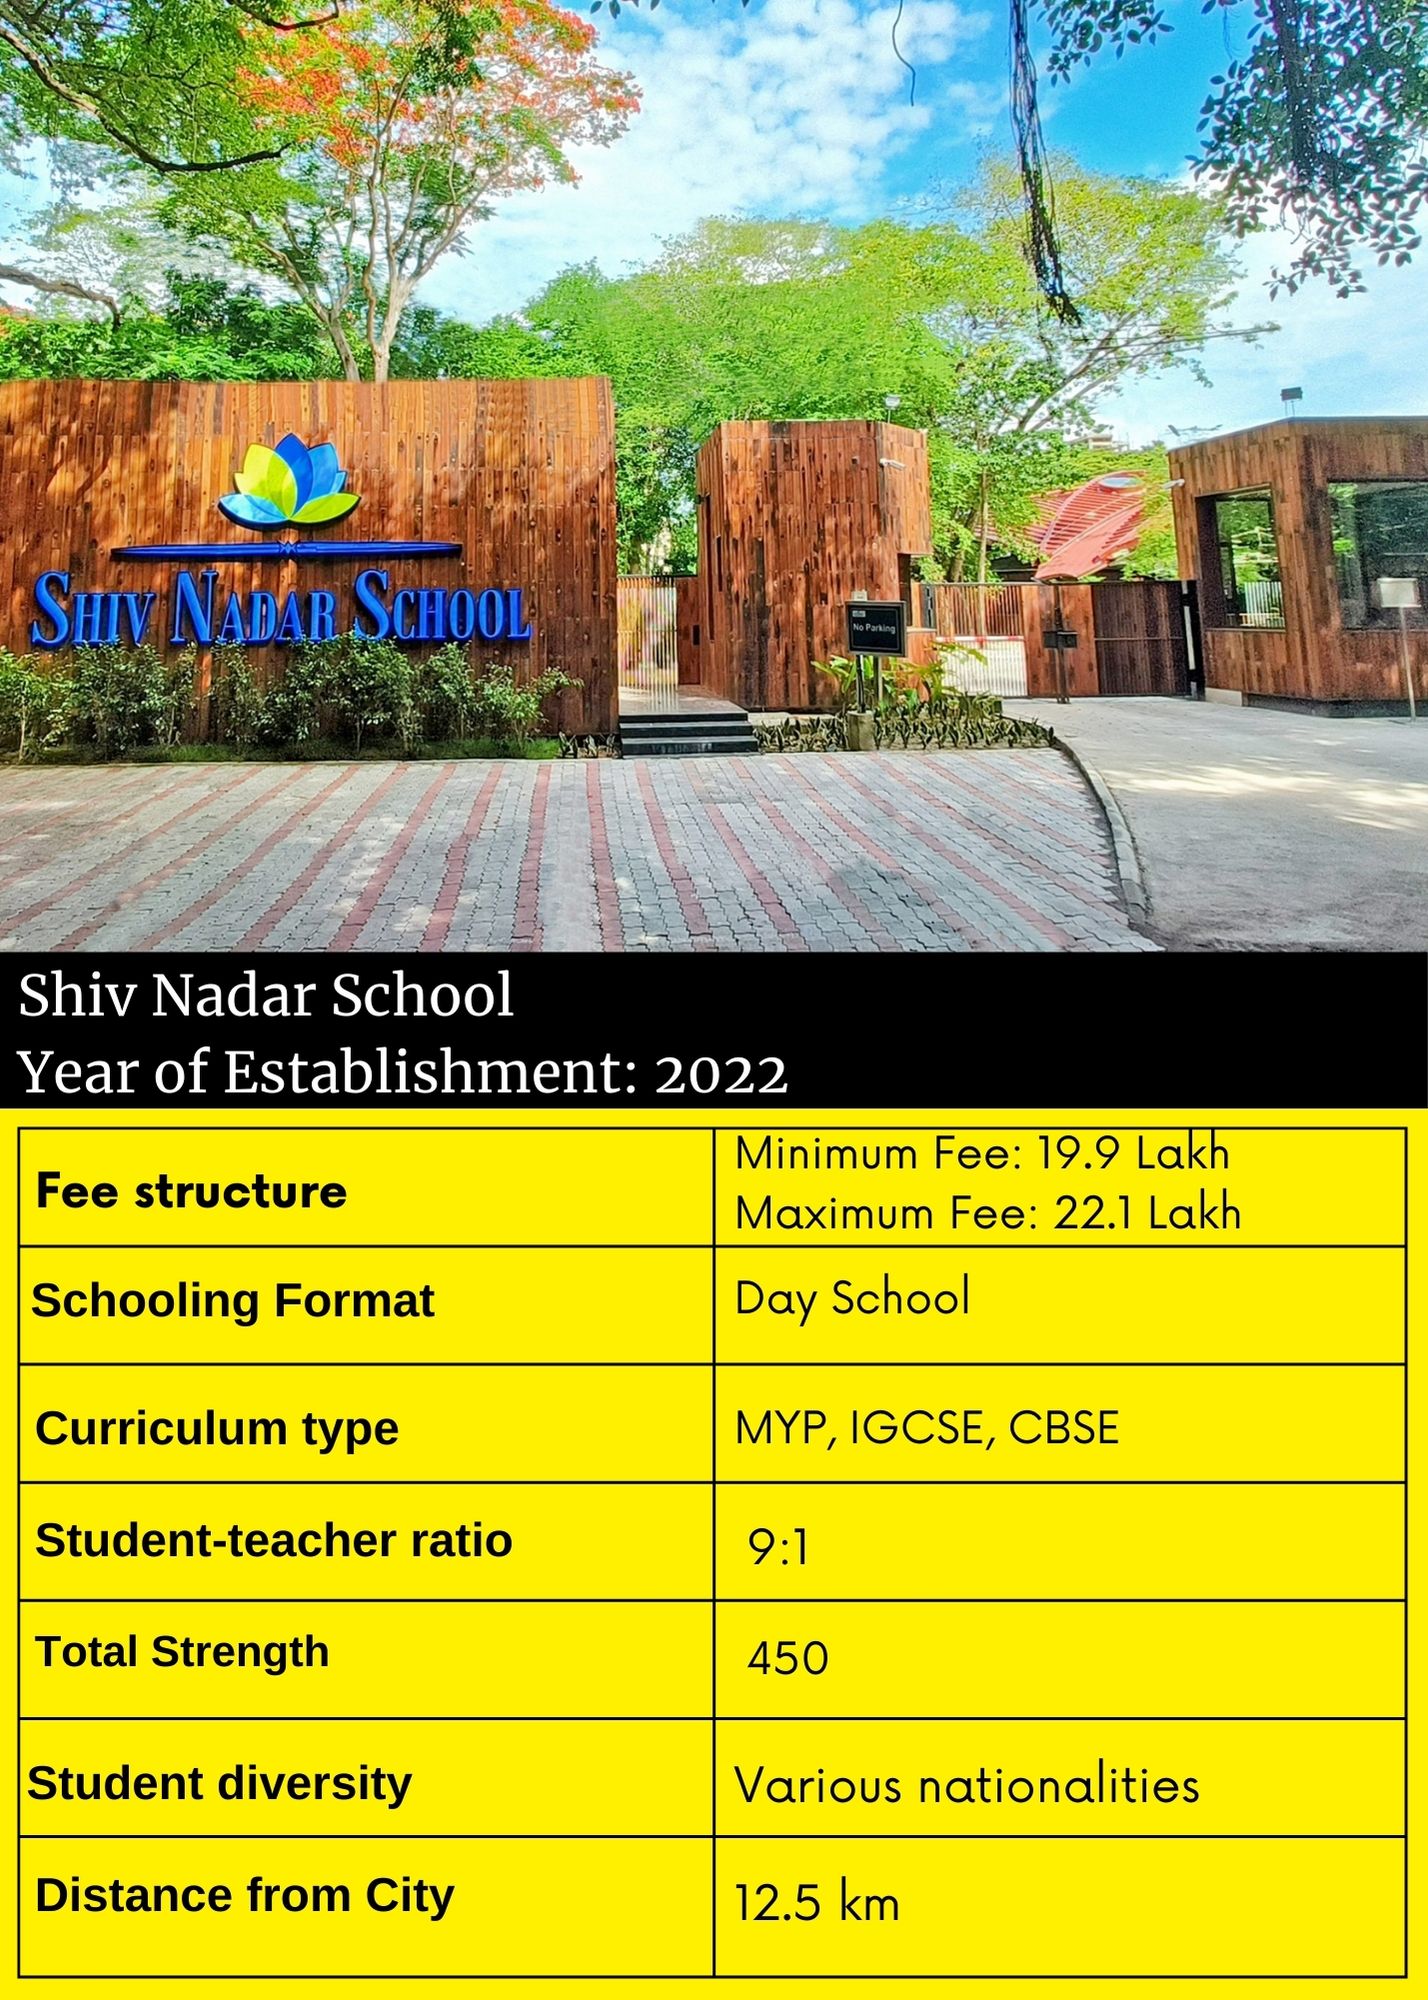 SHIV NADAR SCHOOL
No Parking
Shiv Nadar School
Year of Establishment: 2022
Fee structure
Minimum Fee: 19.9 Lakh
Maximum Fee: 22.1 Lakh
Schooling Format
Day School
Curriculum type
MYP, IGCSE, CBSE
Student-teacher ratio
9:1
Total Strength
450
Student diversity
Various nationalities
Distance from City
12.5 km